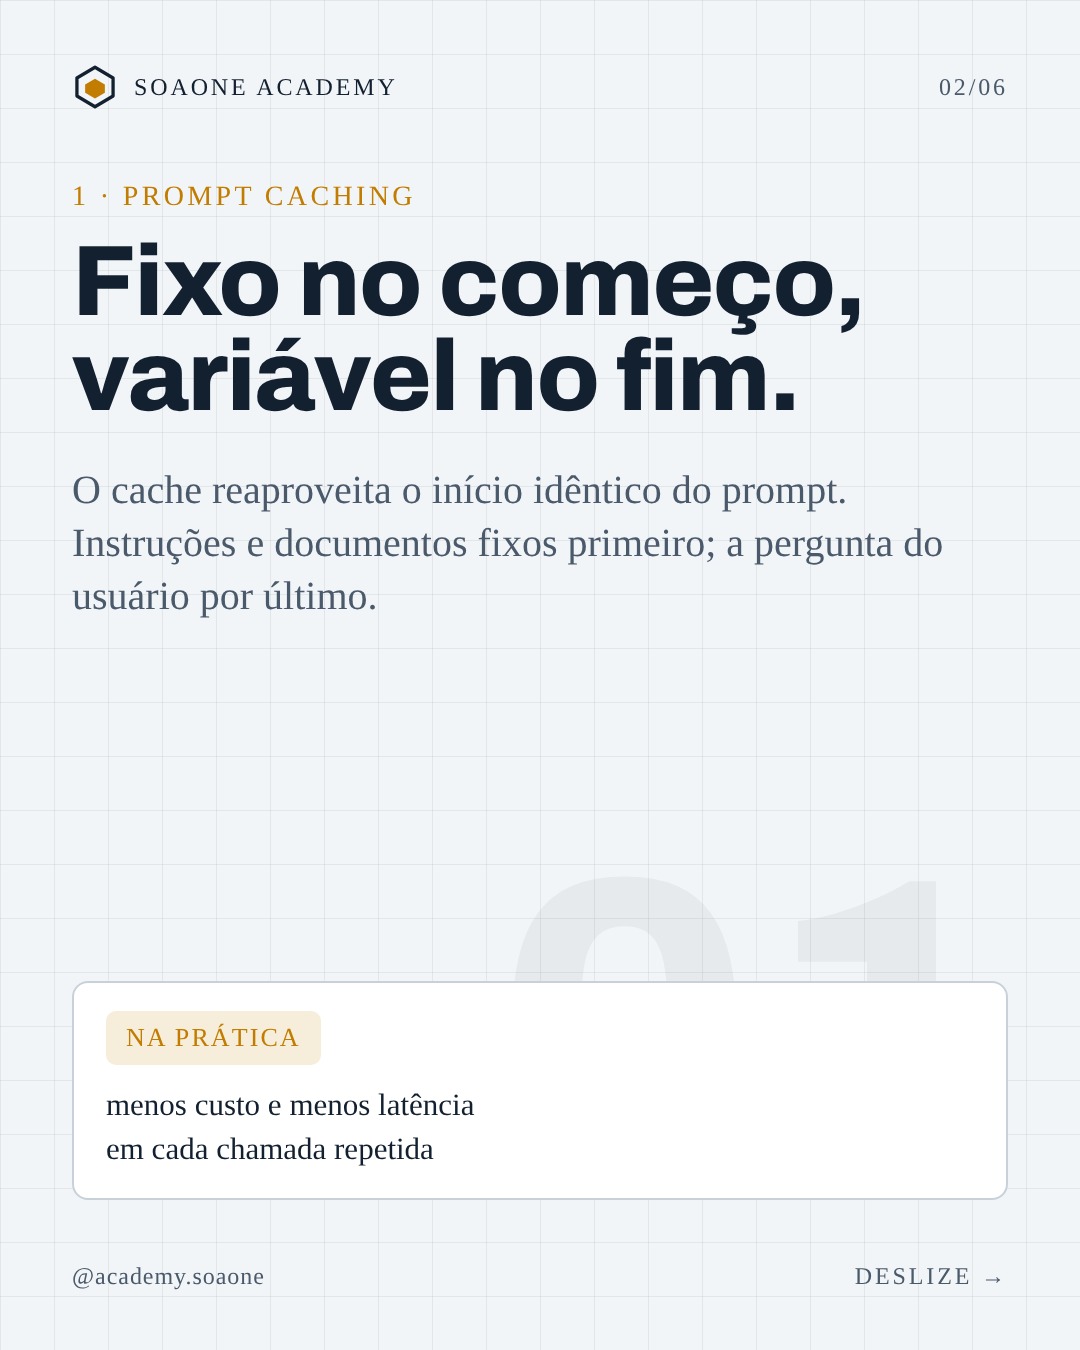 SOAONE ACADEMY
02/06
1 · PROMPT CACHING
Fixo no começo,
variável no fim.
O cache reaproveita o início idêntico do prompt.
Instruções e documentos fixos primeiro; a pergunta do
usuário por último.
01
NA PRÁTICA
menos custo e menos latência
em cada chamada repetida
@academy.soaone
DESLIZE →